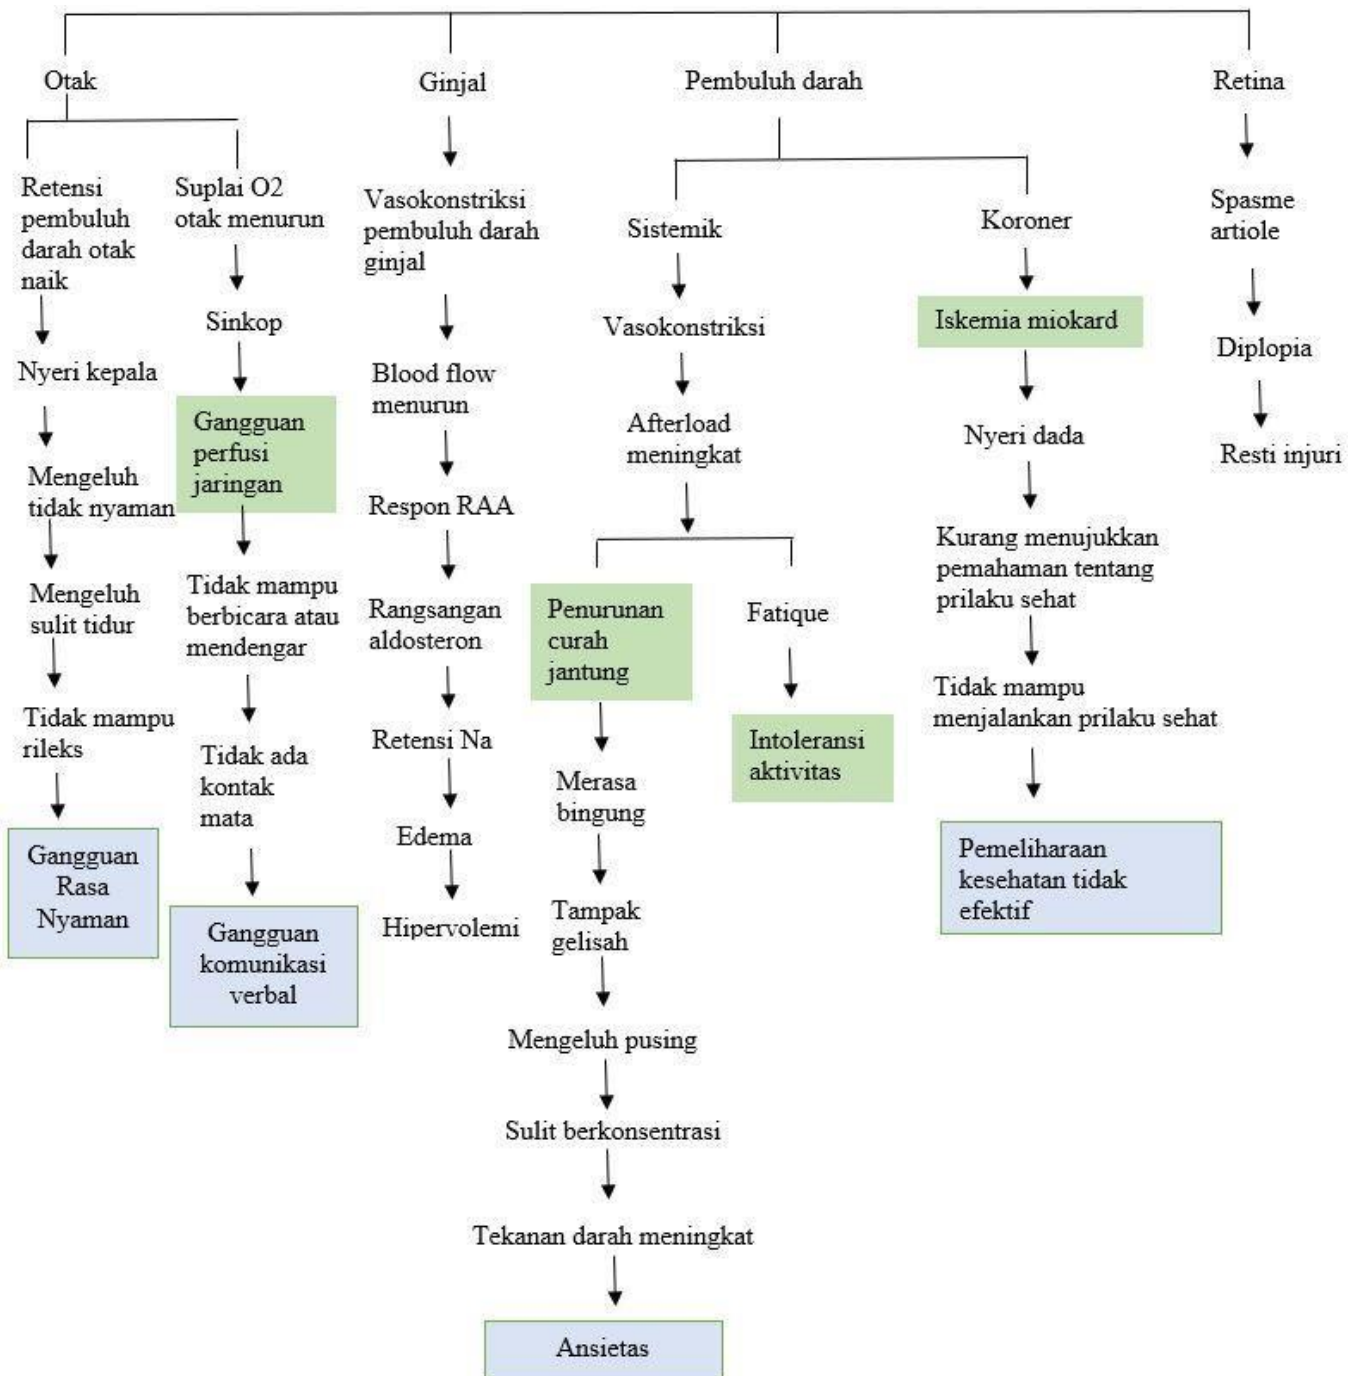 Otak
Ginjal
Pembuluh darah
Retina
Retensi
pembuluh
darah otak
naik
Nyeri kepala
Mengeluh
tidak nyaman
Mengeluh
sulit tidur
Tidak mampu
rileks
Gangguan
Rasa
Nyaman
Suplai O2
otak menurun
Sinkop
Gangguan
perfusi
jaringan
Tidak mampu
berbicara atau
mendengar
Tidak ada
kontak
mata
Gangguan
komunikasi
verbal
Vasokonstriksi
pembuluh darah
ginjal
Blood flow
menurun
Respon RAA
Rangsangan
aldosteron
Retensi Na
Edema
Hipervolemi
Sistemik
Vasokonstriksi
Afterload
meningkat
Penurunan
curah
jantung
Merasa
bingung
Tampak
gelisah
Mengeluh pusing
Sulit berkonsentrasi
Tekanan darah meningkat
Ansietas
Fatique
Intoleransi
aktivitas
Koroner
Iskemia miokard
Nyeri dada
Kurang menujukkan
pemahaman tentang
prilaku sehat
Tidak mampu
menjalankan prilaku sehat
Pemeliharaan
kesehatan tidak
efektif
Spasme
artiole
Diplopia
Resti injuri